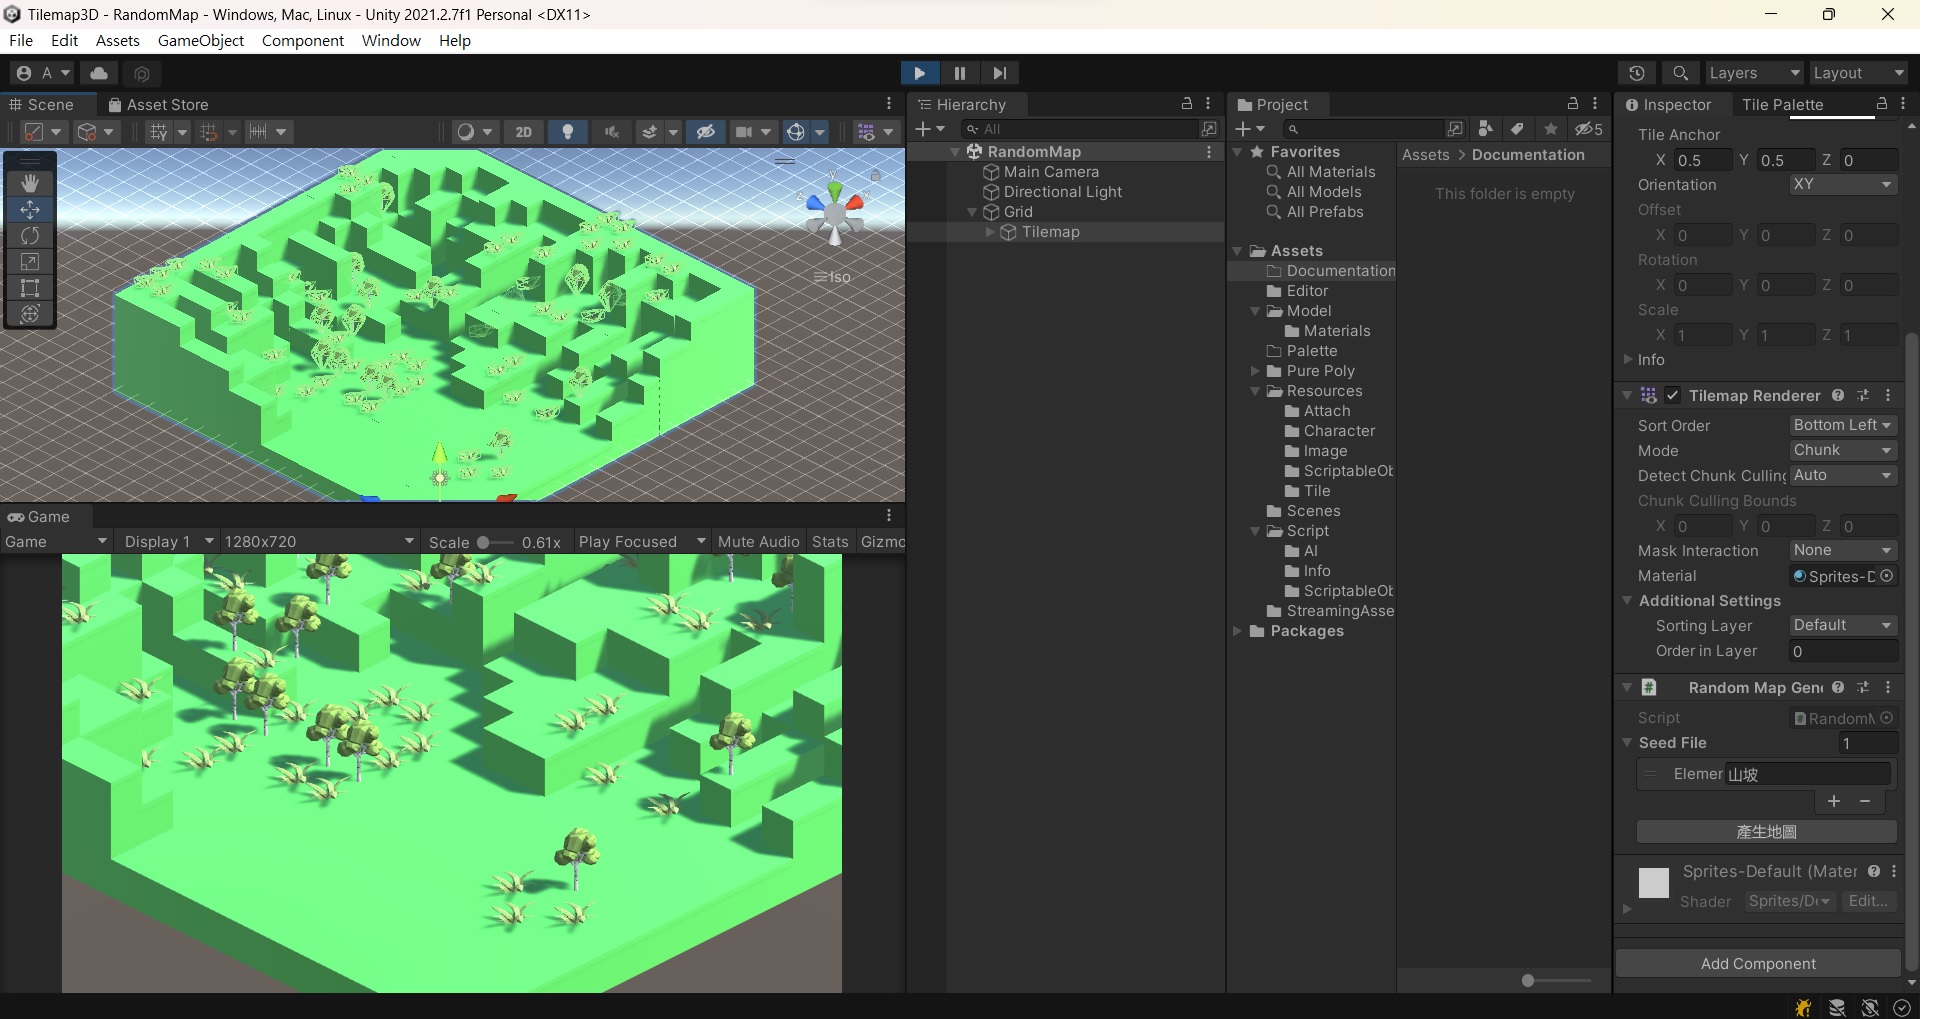 Tilemap3D - RandomMap - Windows, Mac, Linux - Unity 2021.2.7f1 Personal <DX11>
File Edit Assets GameObject Component Window Help
A
Layers
Layout
Scene
Asset Store
2D
Iso
Game
Game
Display 1
1280x720
Scale
0.61x
Play Focused
Mute Audio
Stats
Gizmo
Hierarchy
All
RandomMap
Main Camera
Directional Light
Grid
Tilemap
Project
5
Favorites
All Materials
All Models
All Prefabs
Assets
Documentation
Editor
Model
Materials
Palette
Pure Poly
Resources
Attach
Character
Image
ScriptableOb
Tile
Scenes
Script
AI
Info
ScriptableOb
StreamingAsse
Packages
Assets > Documentation
This folder is empty
Inspector
Tile Palette
Tile Anchor
X 0.5 Y 0.5 Z 0
Orientation XY
Offset
X 0 Y 0 Z 0
Rotation
X 0 Y 0 Z 0
Scale
X 1 Y 1 Z 1
Info
Tilemap Renderer
Sort Order Bottom Left
Mode Chunk
Detect Chunk Culling Auto
Chunk Culling Bounds
X 0 Y 0 Z 0
Mask Interaction None
Material Sprites-D
Additional Settings
Sorting Layer Default
Order in Layer 0
Random Map Gen
Script RandomM
Seed File 1
Elemer 山坡
產生地圖
Sprites-Default (Mater
Shader Sprites/De Edit...
Add Component